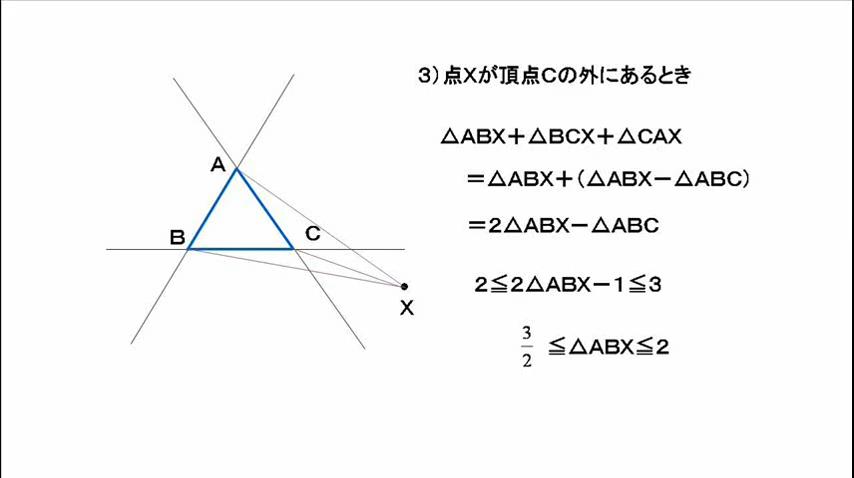 3)点Xが頂点Cの外にあるとき
△ABX+△BCX+△CAX
=△ABX+(△ABX-△ABC)
=2△ABX-△ABC
2≦2△ABX-1≦3
3/2 ≦△ABX≦2
A
B
C
X